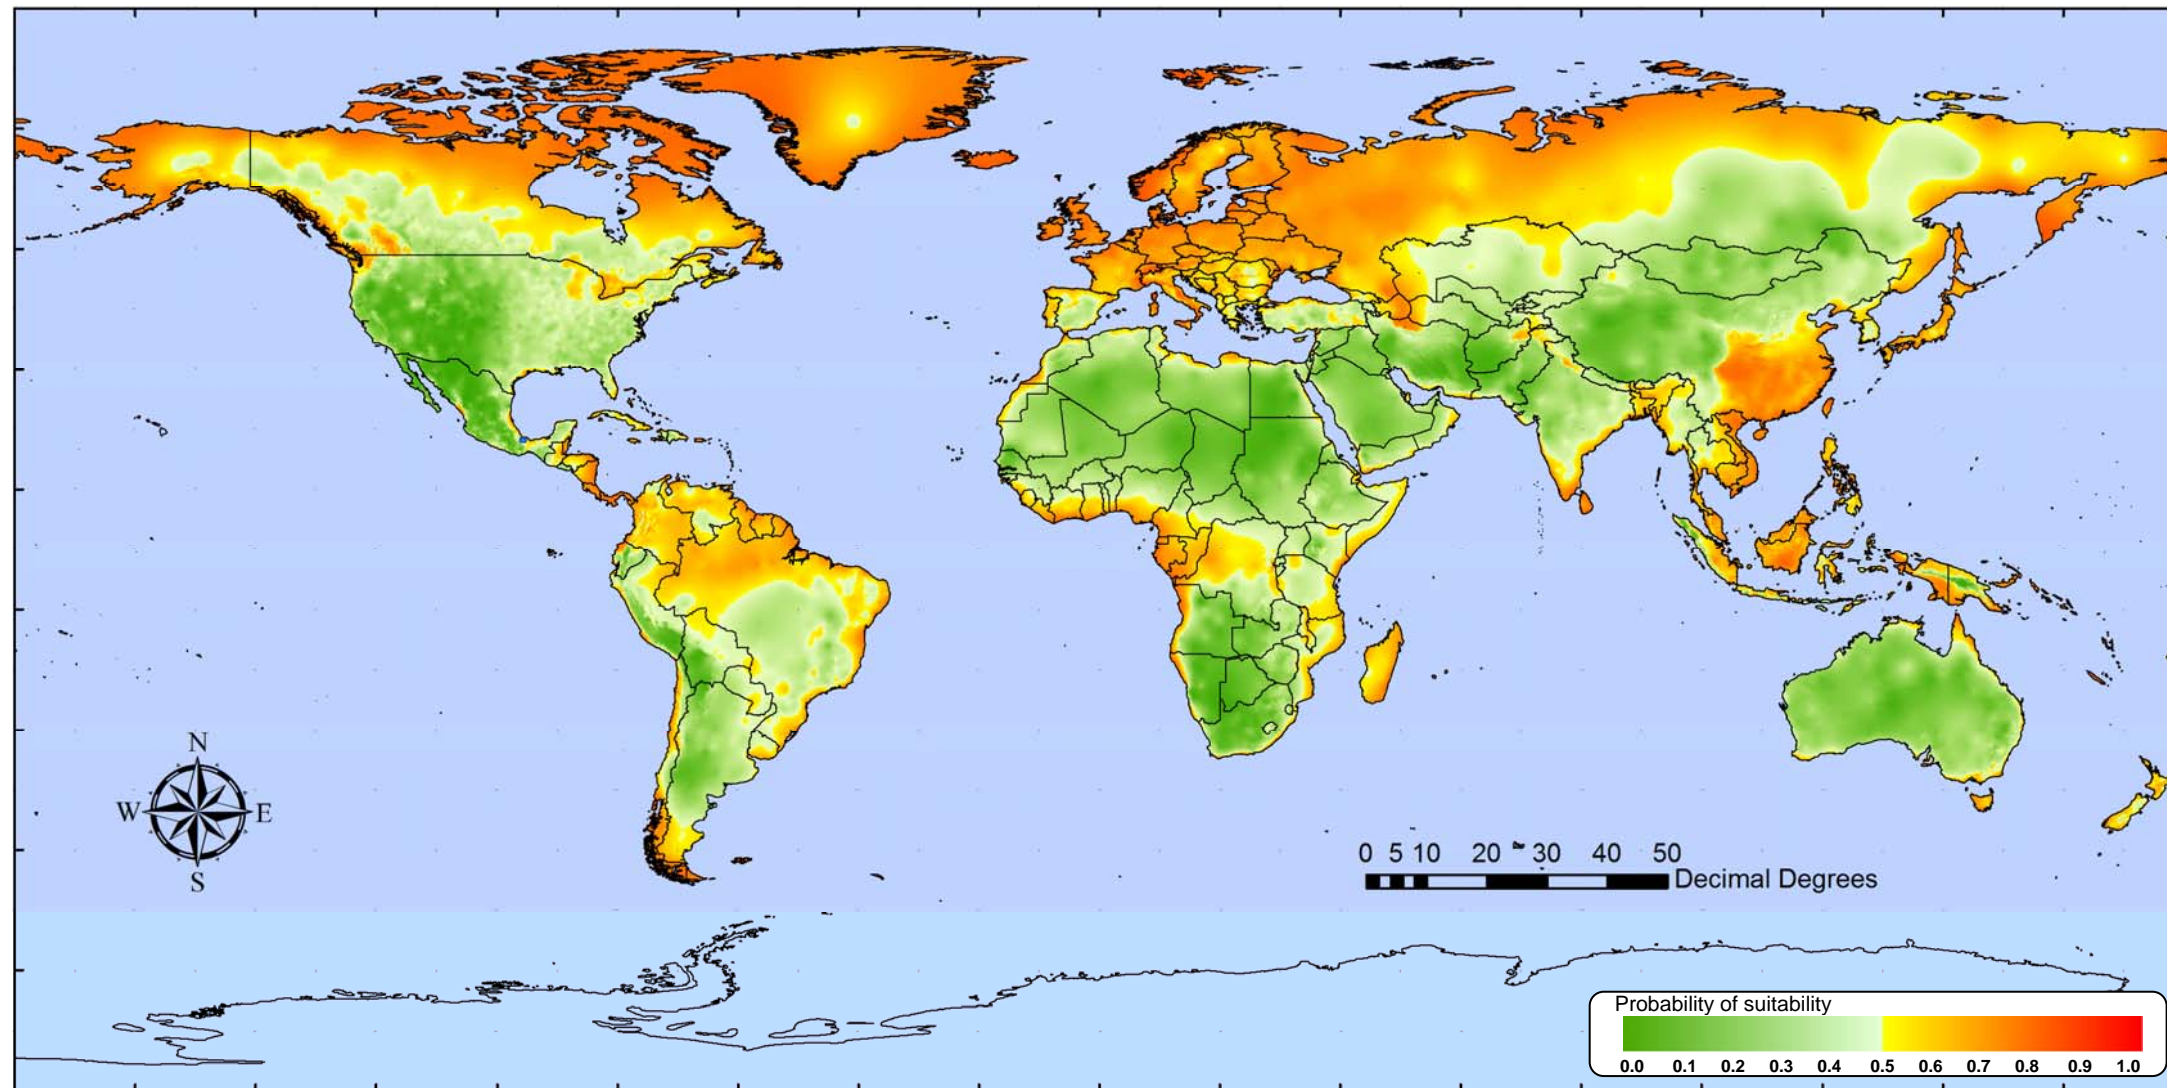 N
W E
S
0 5 10 20 30 40 50
Decimal Degrees
Probability of suitability
0.0 0.1 0.2 0.3 0.4 0.5 0.6 0.7 0.8 0.9 1.0